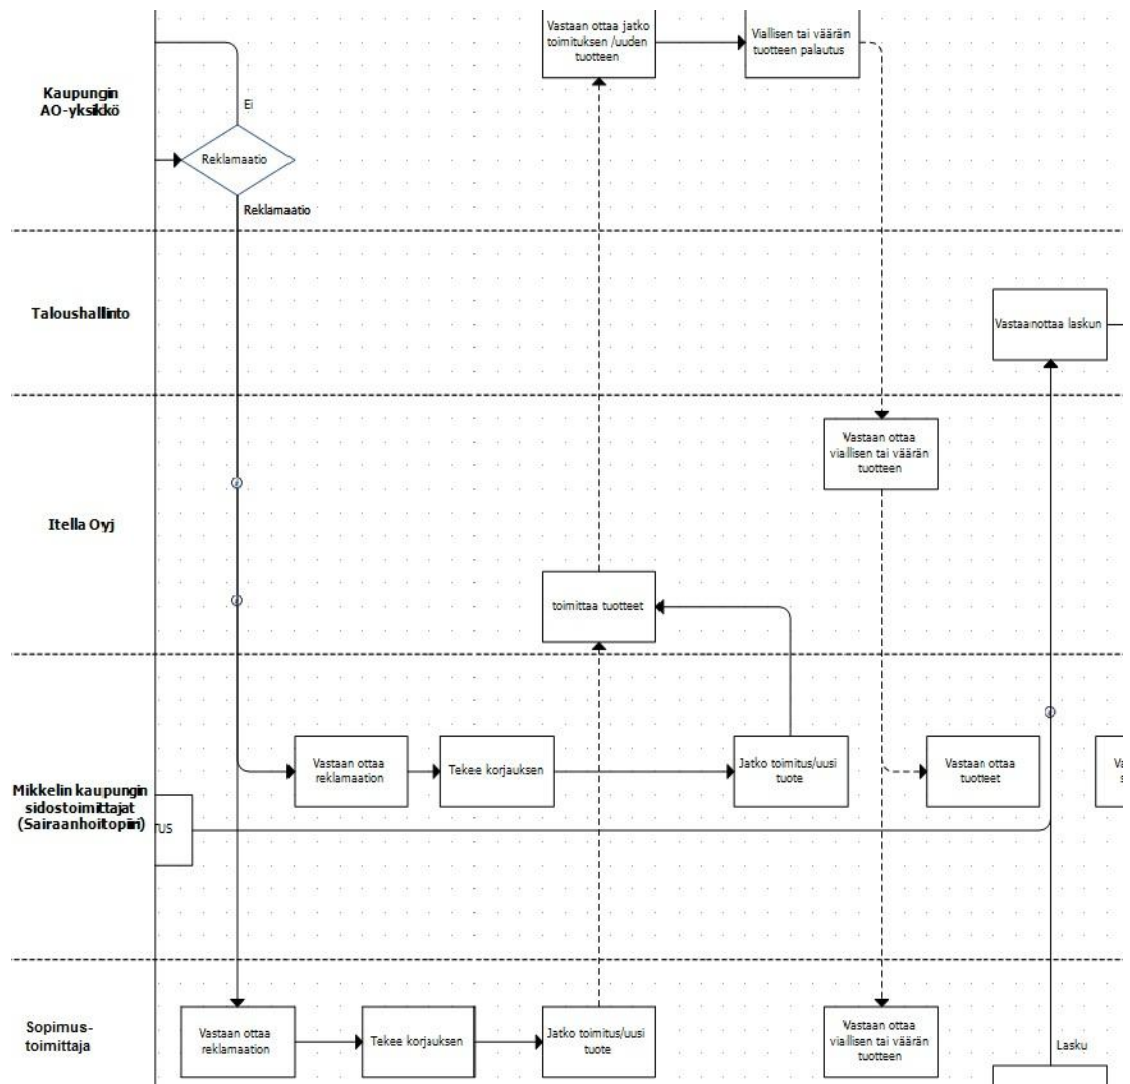 Vastaan ottaa jatko
toimituksen /uuden
tuotteen
Viallisen tai väärän
tuotteen palautus
Kaupungin
AO-yksikkö
Ei
Reklamaatio
Reklamaatio
Taloushallinto
Vastaanottaa laskun
Vastaan ottaa
viallisen tai väärän
tuotteen
Itella Oyj
toimittaa tuotteet
Vastaan ottaa
reklamaation
Tekee korjauksen
Jatko toimitus/uusi
tuote
Vastaan ottaa
tuotteet
Mikkelin kaupungin
sidostoimittajat
(Sairaanhoitopiiri)
TUS
Sopimus-
toimittaja
Vastaan ottaa
reklamaation
Tekee korjauksen
Jatko toimitus/uusi
tuote
Vastaan ottaa
viallisen tai väärän
tuotteen
Lasku